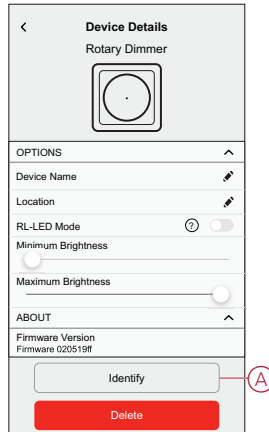 Device Details
Rotary Dimmer
OPTIONS
Device Name
Location
RL-LED Mode ?
Minimum Brightness
Maximum Brightness
ABOUT
Firmware Version
Firmware 020519ff
Identify
A
Delete